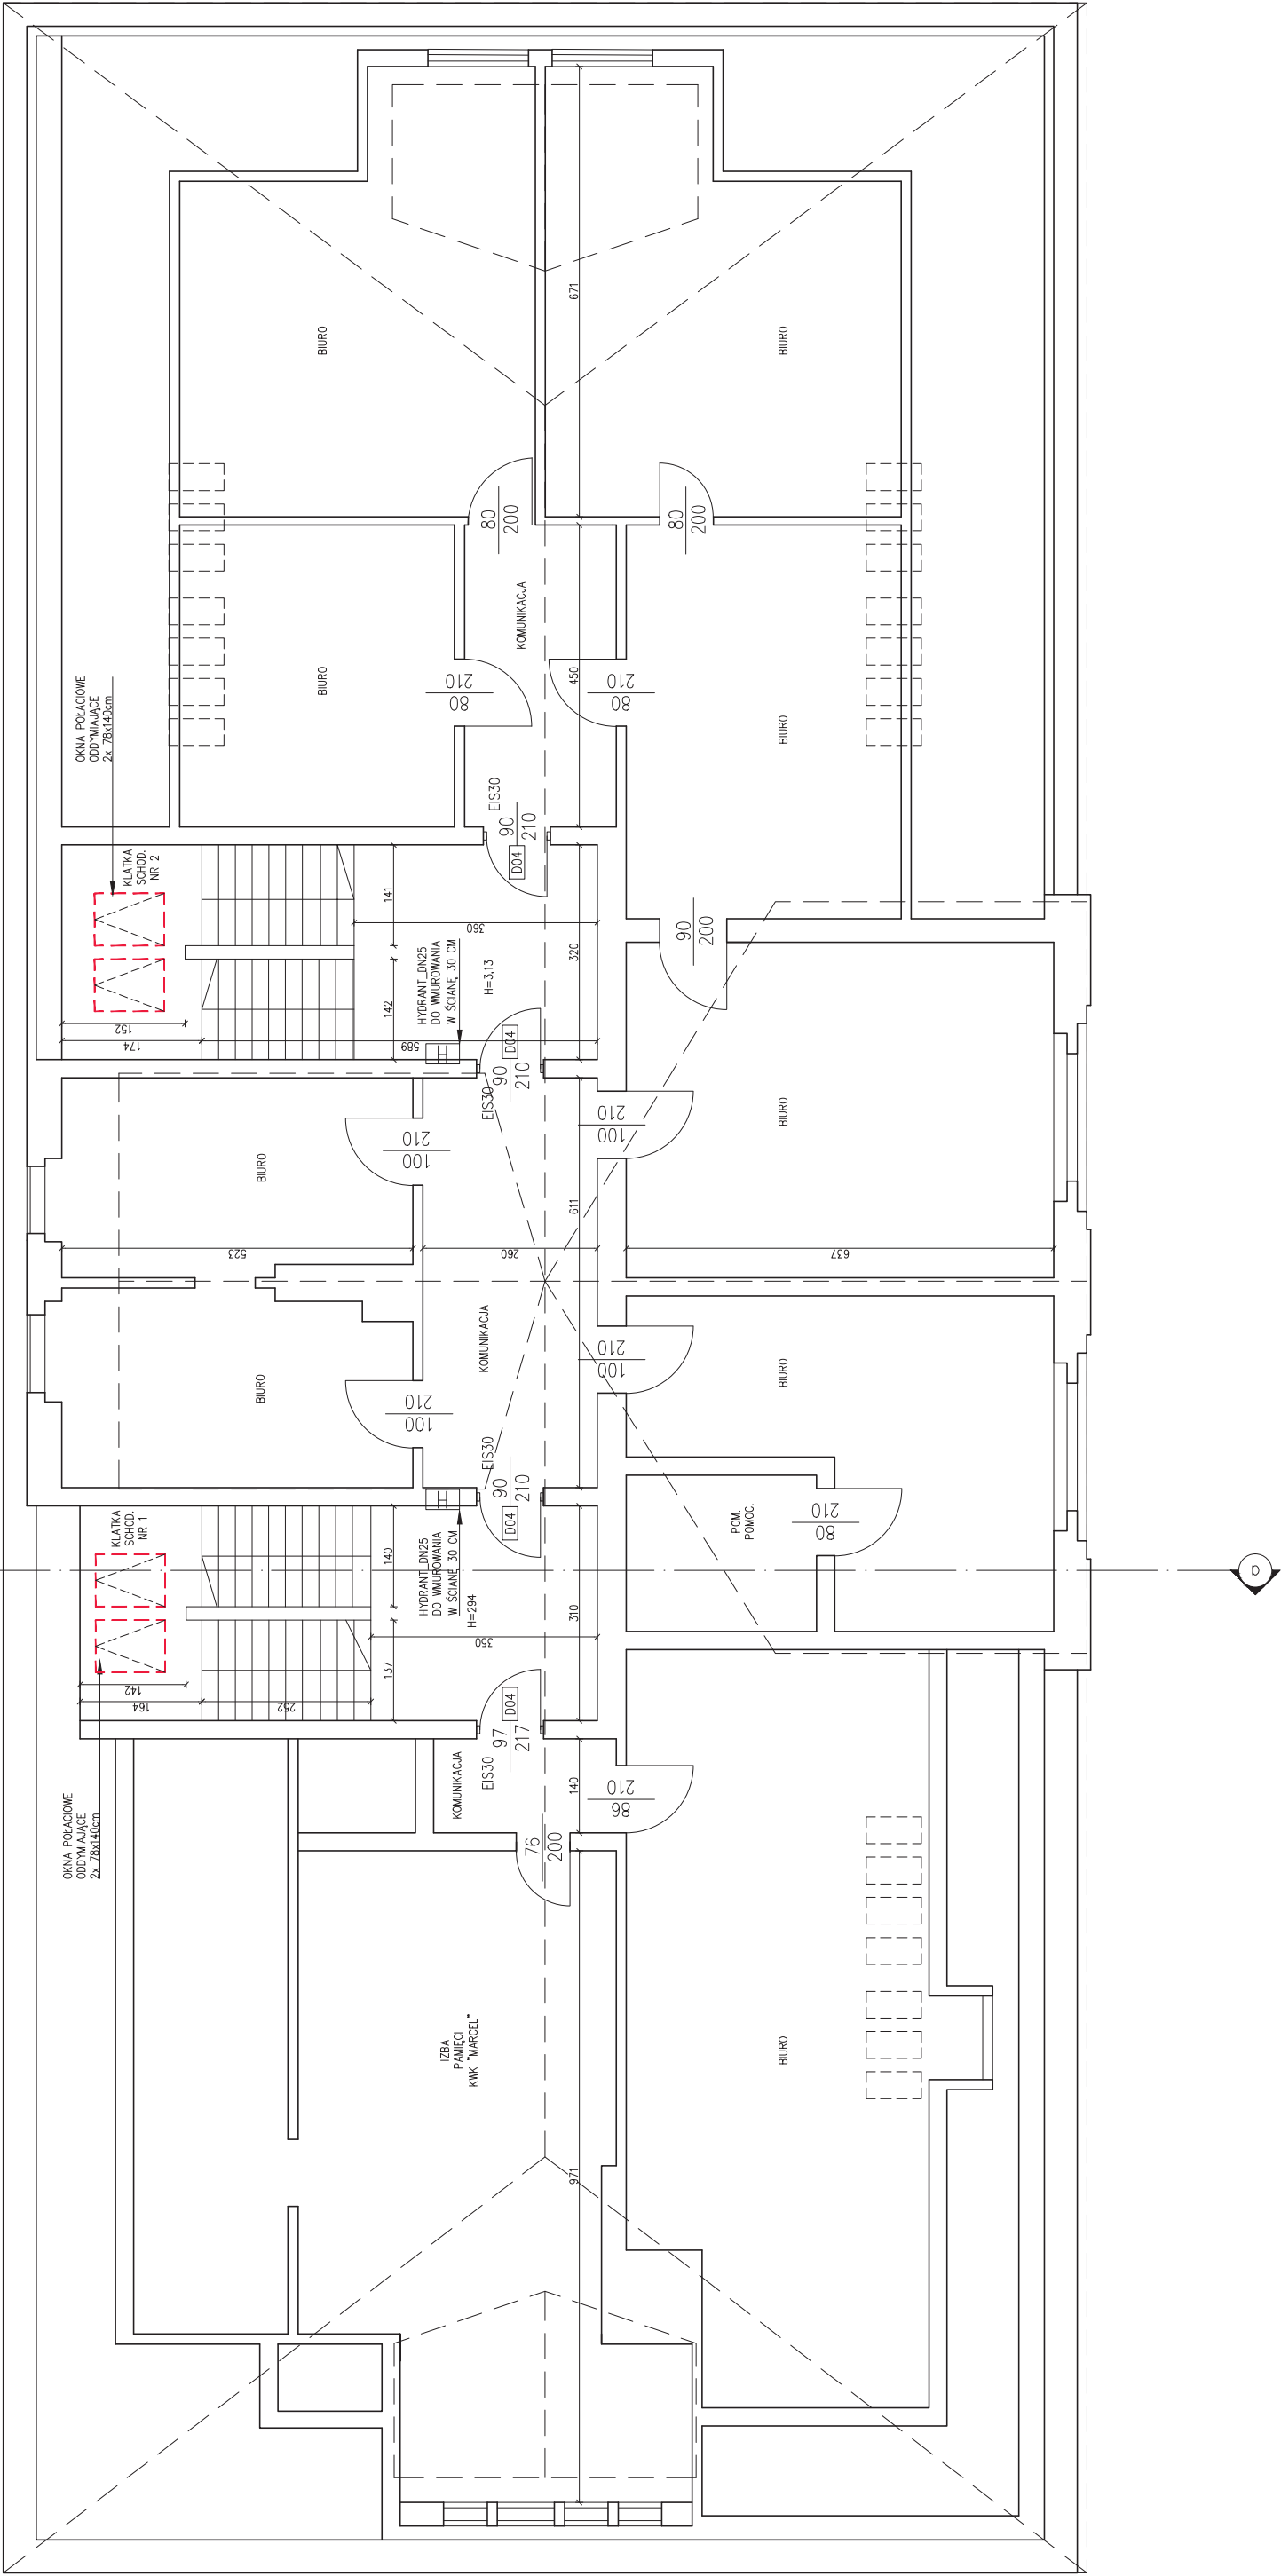 671
BIURO
BIURO
80
200
80
200
KOMUNIKACJA
BIURO
80
210
80
210
450
BIURO
OKNA POŁACIOWE
ODDYMIAJĄCE
2x 78x140cm
EIS30
90
210
D04
KLATKA
SCHOD.
NR 2
141
360
320
142
90
200
HYDRANT_DN25
DO WMUROWANIA
W ŚCIANĘ 30 CM
H=3,13
152
174
589
H
D04
90
210
EIS30
100
210
100
210
BIURO
BIURO
611
523
260
637
KOMUNIKACJA
100
210
BIURO
BIURO
100
210
EIS30
90
210
D04
H
KLATKA
SCHOD.
NR 1
140
HYDRANT_DN25
DO WMUROWANIA
W ŚCIANĘ 30 CM
H=294
POM.
POMOC.
80
210
310
350
137
142
164
252
D04
97
217
EIS30
KOMUNIKACJA
140
86
210
OKNA POŁACIOWE
ODDYMIAJĄCE
2x 78x140cm
76
200
IZBA
PAMIĘCI
KWK "MARCEL"
BIURO
971
a